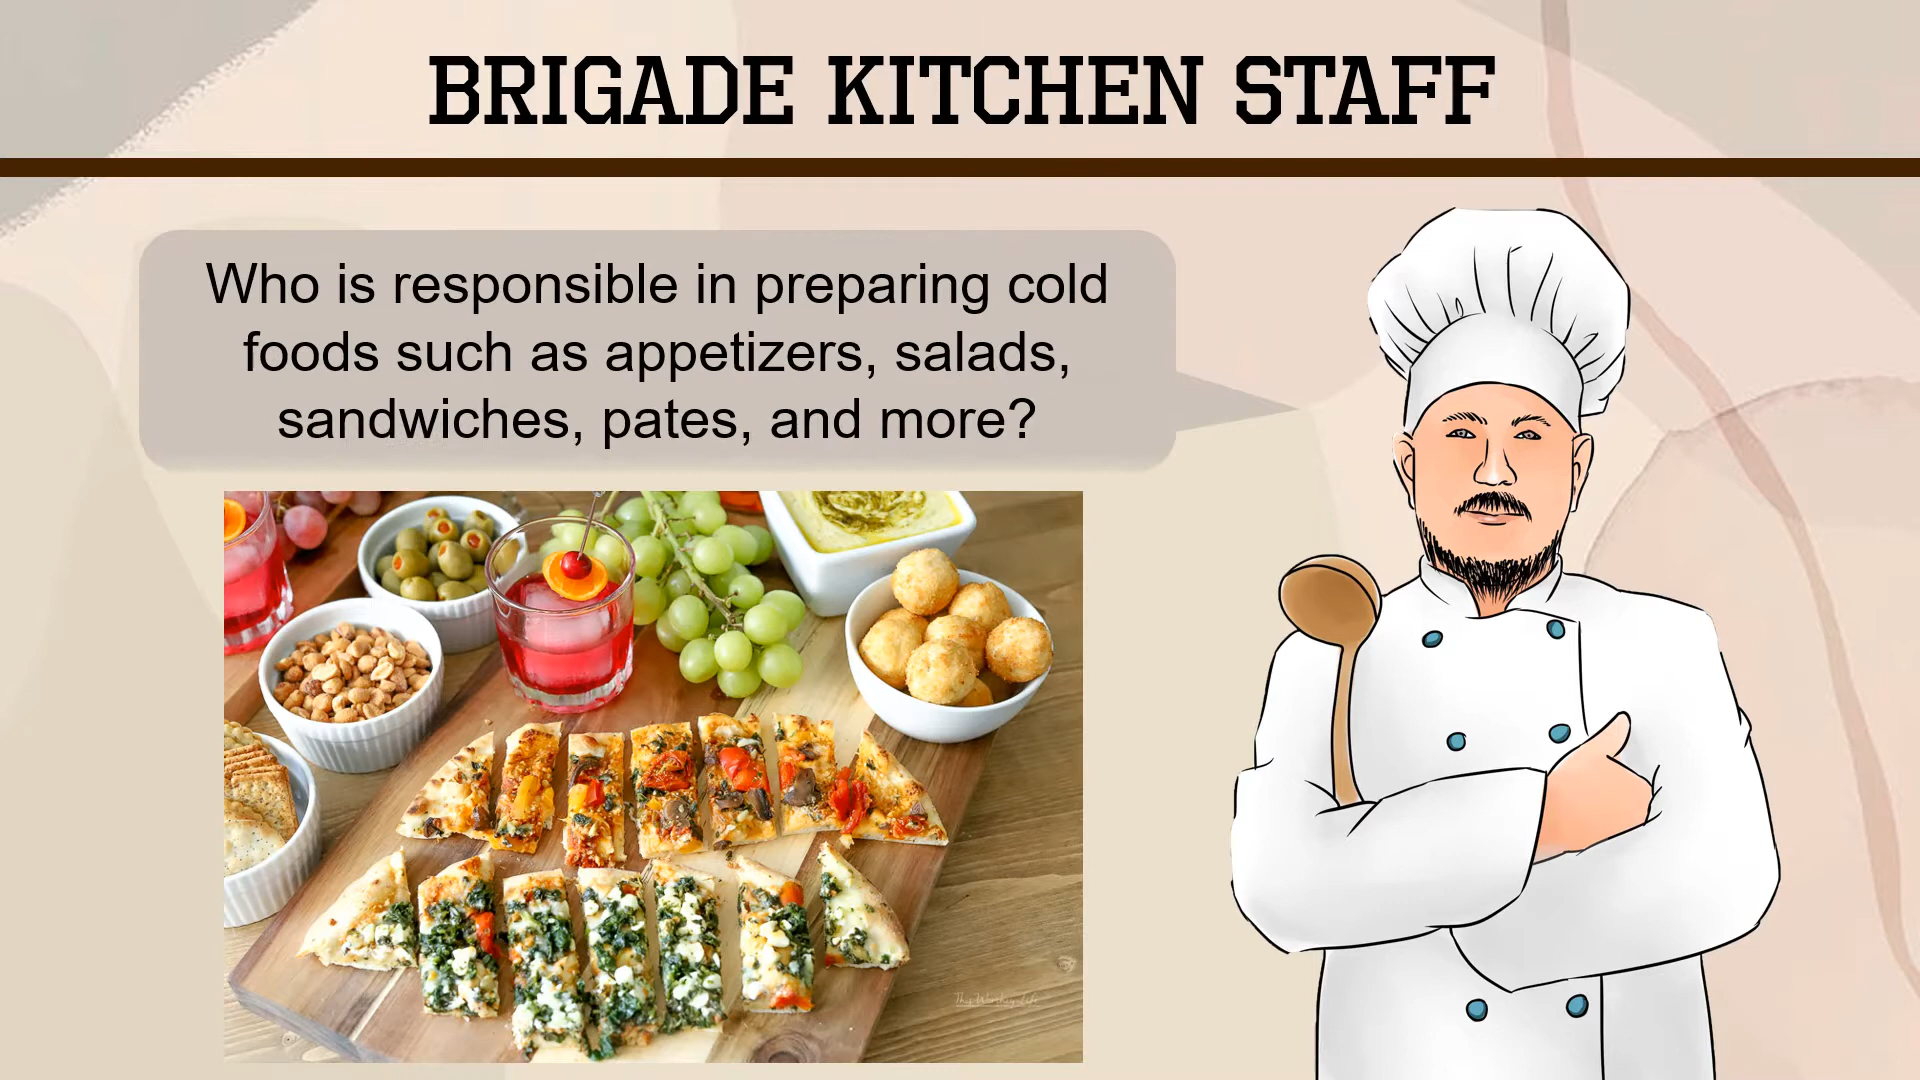 BRIGADE KITCHEN STAFF
Who is responsible in preparing cold
foods such as appetizers, salads,
sandwiches, pates, and more?